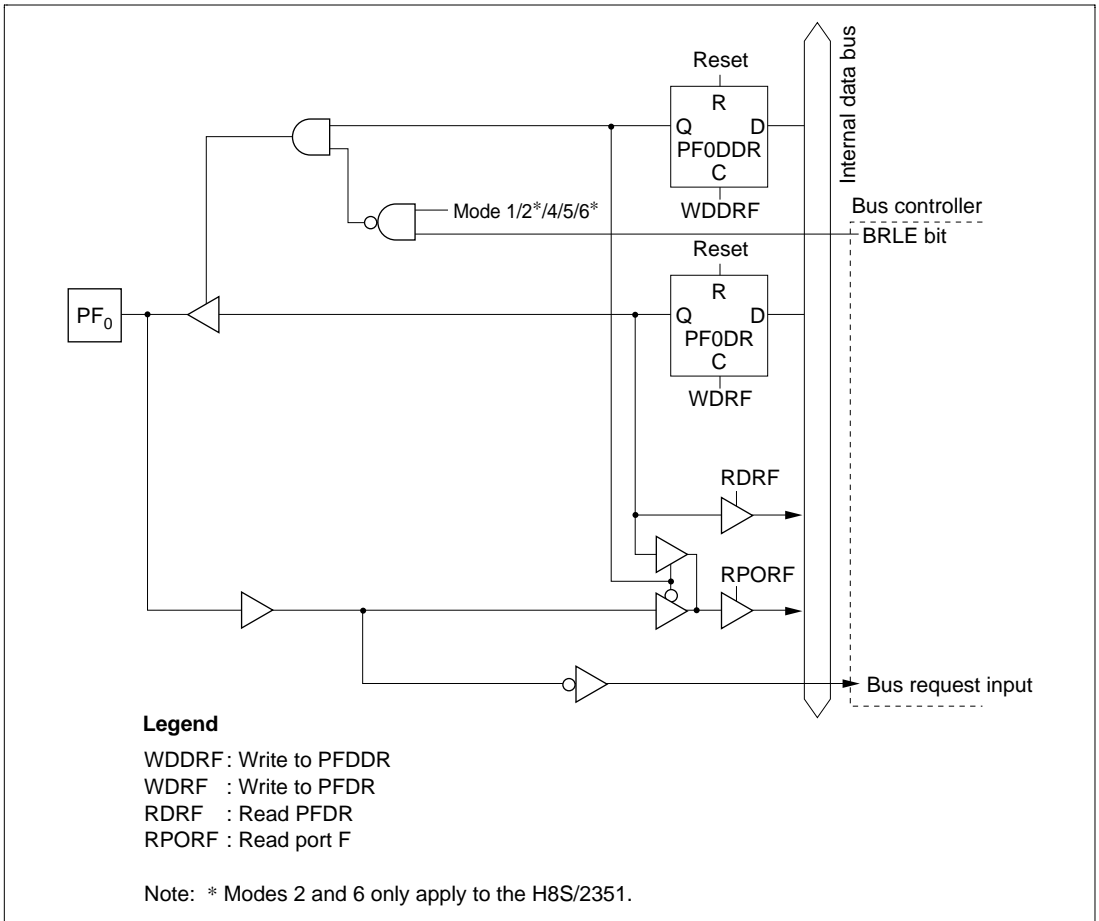 Reset
R
Q D
PF0DDR
C
WDDRF
Internal data bus
Bus controller
Mode 1/2*/4/5/6*
BRLE bit
Reset
R
Q D
PF0DR
C
WDRF
PF0
RDRF
RPORF
Bus request input
Legend
WDDRF : Write to PFDDR
WDRF : Write to PFDR
RDRF : Read PFDR
RPORF : Read port F
Note: * Modes 2 and 6 only apply to the H8S/2351.